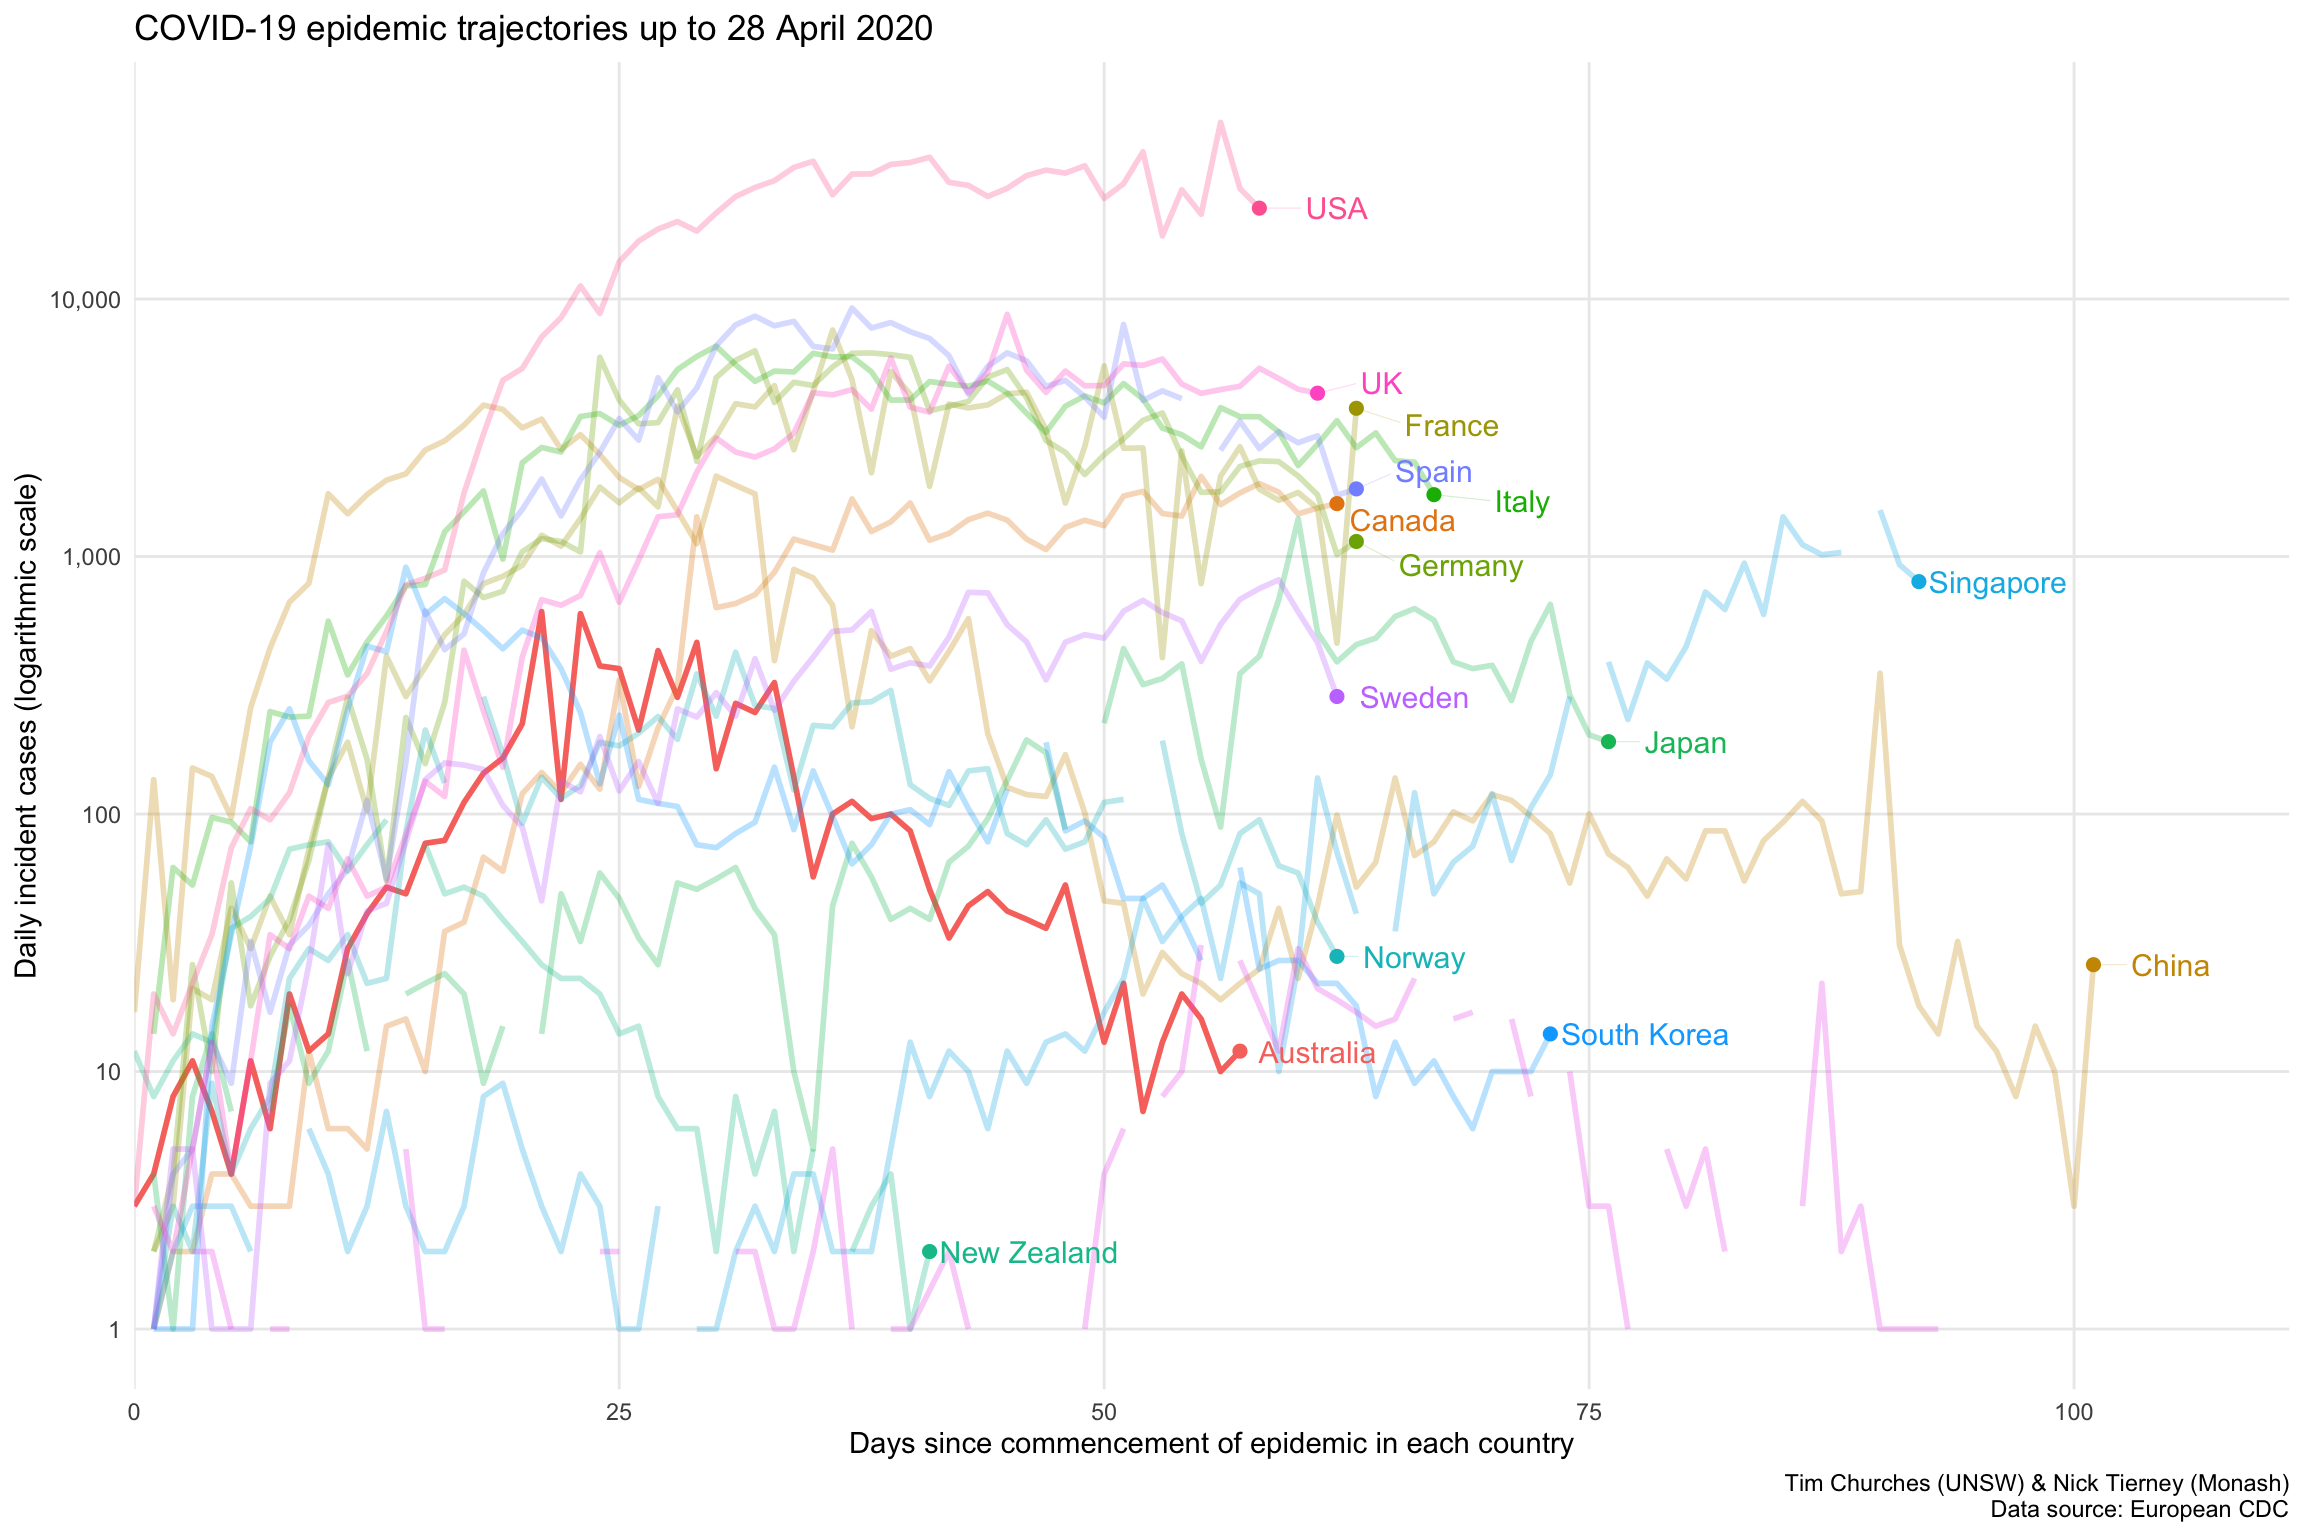 COVID-19 epidemic trajectories up to 28 April 2020
Daily incident cases (logarithmic scale)
10,000
1,000
100
10
1
USA
UK
France
Spain
Italy
Canada
Germany
Singapore
Sweden
Japan
Norway
China
South Korea
Australia
New Zealand
0 25 50 75 100
Days since commencement of epidemic in each country
Tim Churches (UNSW) & Nick Tierney (Monash)
Data source: European CDC